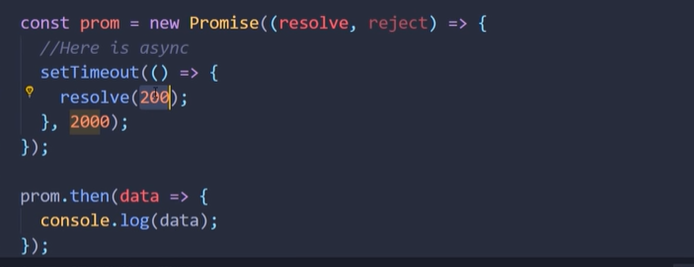 const prom = new Promise((resolve, reject) => {
  //Here is async
  setTimeout(() => {
    resolve(200);
  }, 2000);
});

prom.then(data => {
  console.log(data);
});